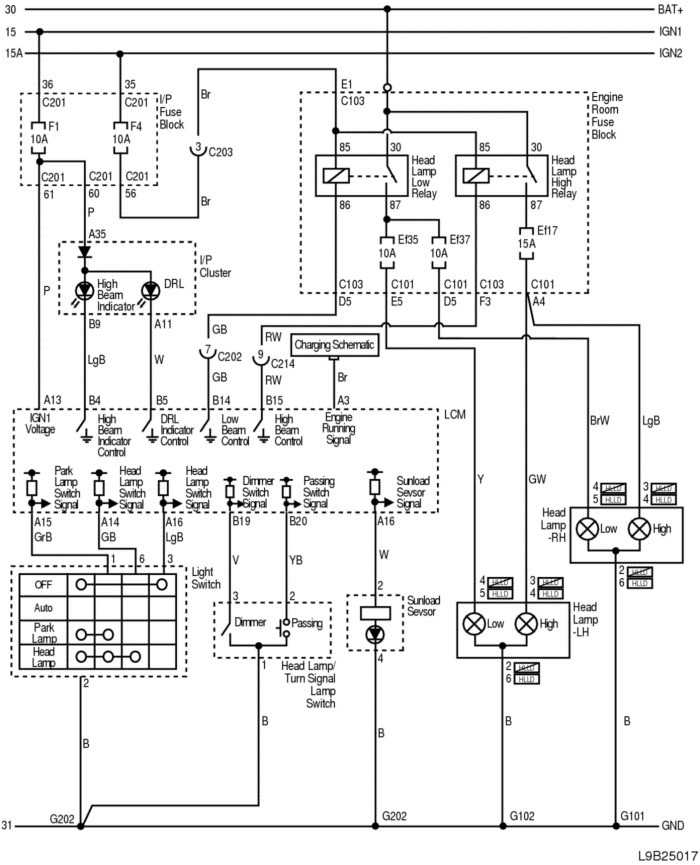 30 BAT+
15 IGN1
15A IGN2
36 35 E1
C201 C201 I/P Fuse Block
Br
C103
Engine Room Fuse Block
F1 10A
F4 10A
3 C203
85 30 Head Lamp Low Relay
85 30 Head Lamp High Relay
C201 C201 C201
61 60 56
Br
86 87 86 87
P
A35
I/P Cluster
Ef35 10A
Ef37 10A
Ef17 15A
P
High Beam Indicator
DRL
C103 C101 C101 C103 C101
D5 E5 D5 F3 A4
B9 A11
GB
RW
Charging Schematic
LgB W
7 C202
9 C214
GB
RW
Br
A13 B4 B5 B14 B15 A3
LCM
IGN1 Voltage
High Beam Indicator Control
DRL Indicator Control
Low Beam Control
High Beam Control
Engine Running Signal
BrW LgB
Park Lamp Switch Signal
Head Lamp Switch Signal
Head Lamp Switch Signal
Dimmer Switch Signal
Passing Switch Signal
Sunload Sevsor Signal
Y GW
4 HLLD 3 HLLD
5 HLLD 4 HLLD
A15 A14 A16 B19 B20 A16
GrB GB LgB
Head Lamp -RH
Low High
V YB W
1 6 3
Light Switch
2 HLLD
6 HLLD
OFF
Auto
Park Lamp
Head Lamp
3 2 2
Dimmer Passing
Sunload Sevsor
4 HLLD 3 HLLD
5 HLLD 4 HLLD
Low High
Head Lamp -LH
1 4
Head Lamp/ Turn Signal Lamp Switch
2 HLLD
6 HLLD
2
B B B B B
31 G202 G202 G102 G101 GND
L9B25017